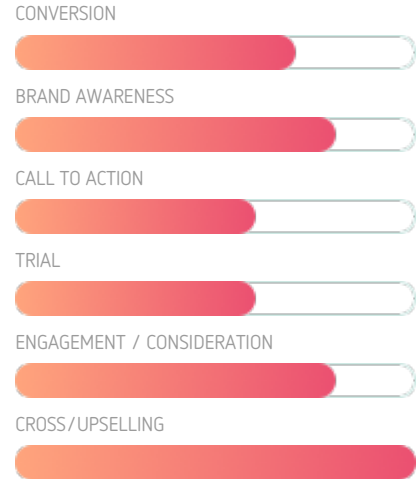 CONVERSION
BRAND AWARENESS
CALL TO ACTION
TRIAL
ENGAGEMENT / CONSIDERATION
CROSS/UPSELLING